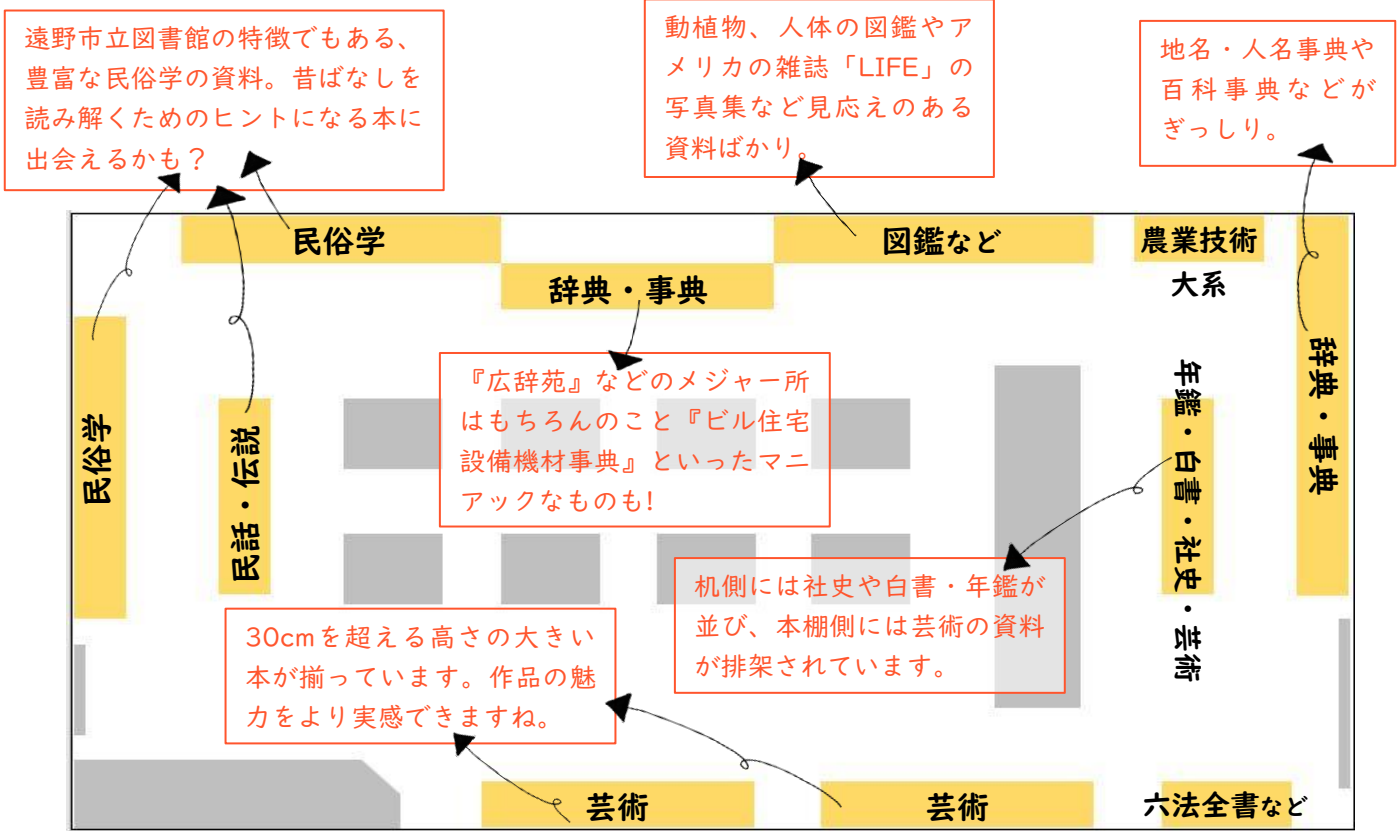 遠野市立図書館の特徴でもある、
豊富な民俗学の資料。昔ばなしを
読み解くためのヒントになる本に
出会えるかも？
動植物、人体の図鑑やア
メリカの雑誌「LIFE」の
写真集など見応えのある
資料ばかり。
地名・人名事典や
百科事典などが
ぎっしり。
民俗学
図鑑など
農業技術
大系
辞典・事典
『広辞苑』などのメジャー所
はもちろんのこと『ビル住宅
設備機材事典』といったマニ
アックなものも!
民俗学
民話・伝説
年鑑・白書・社史・芸術
辞典・事典
机側には社史や白書・年鑑が
並び、本棚側には芸術の資料
が排架されています。
30cmを超える高さの大きい
本が揃っています。作品の魅
力をより実感できますね。
芸術
芸術
六法全書など